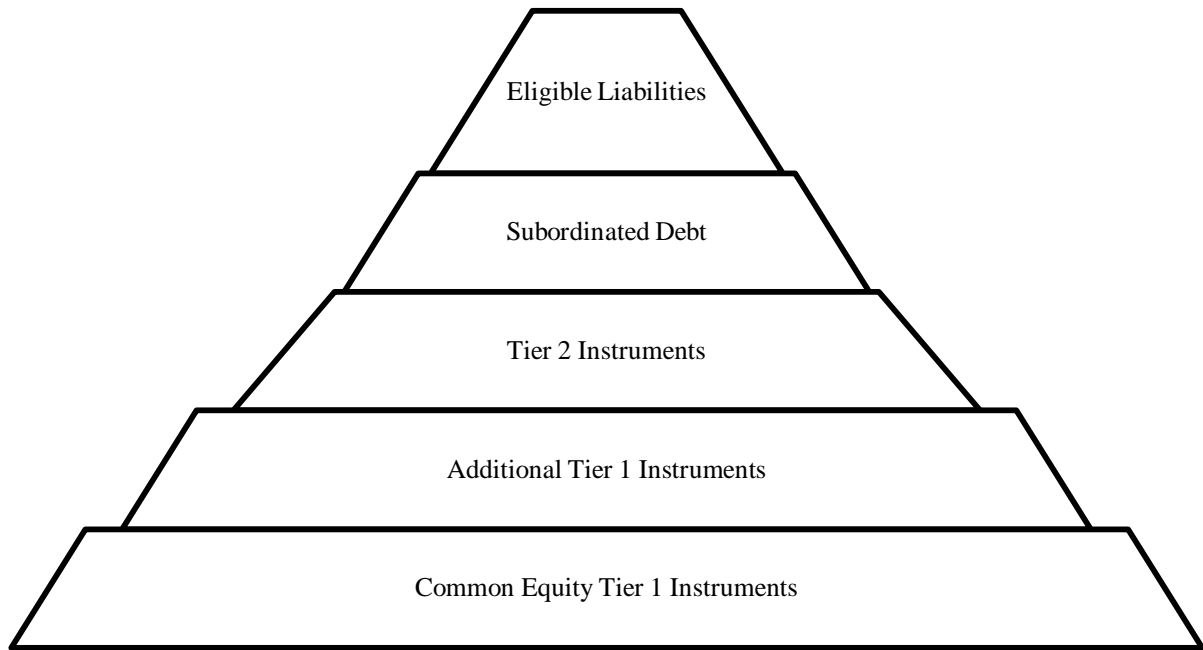 Eligible Liabilities
Subordinated Debt
Tier 2 Instruments
Additional Tier 1 Instruments
Common Equity Tier 1 Instruments